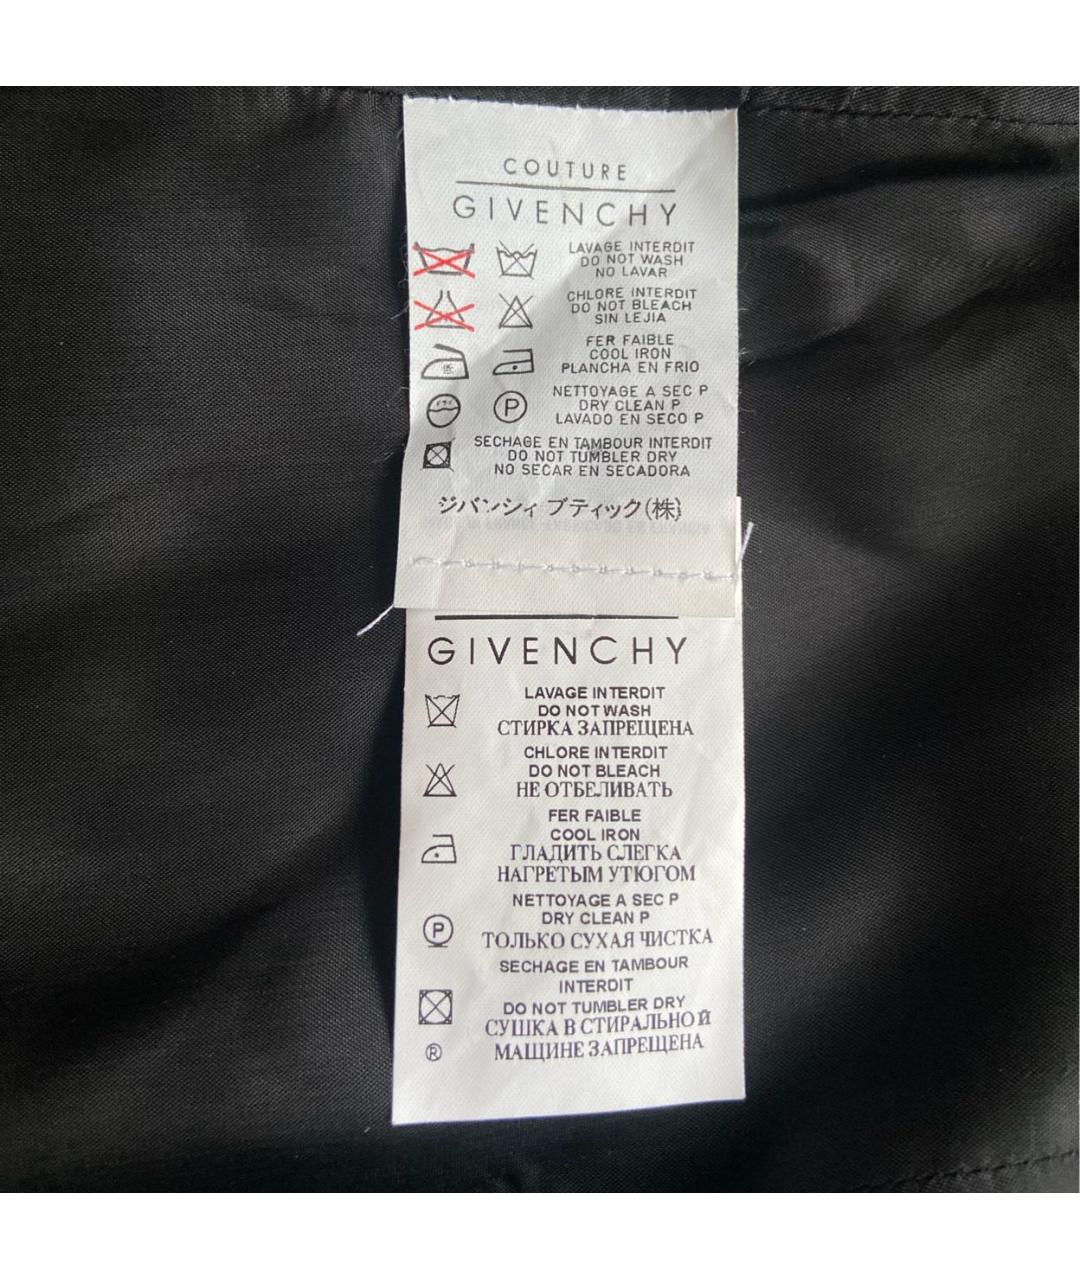 COUTURE
GIVENCHY
LAVAGE INTERDIT
DO NOT WASH
NO LAVAR
CHLORE INTERDIT
DO NOT BLEACH
SIN LEJIA
低
FER FAIBLE
COOL IRON
PLANCHA EN FRIO
P
NETTOYAGE A SEC P
DRY CLEAN P
LAVADO EN SECO P
SECHAGE EN TAMBOUR INTERDIT
DO NOT TUMBLER DRY
NO SECAR EN SECADORA
ジバンシィ ブティック(株)
GIVENCHY
LAVAGE INTERDIT
DO NOT WASH
СТИРКА ЗАПРЕЩЕНА
CHLORE INTERDIT
DO NOT BLEACH
НЕ ОТБЕЛИВАТЬ
FER FAIBLE
COOL IRON
ГЛАДИТЬ СЛЕГКА
НАГРЕТЫМ УТЮГОМ
NETTOYAGE A SEC P
DRY CLEAN P
P
ТОЛЬКО СУХАЯ ЧИСТКА
SECHAGE EN TAMBOUR
INTERDIT
DO NOT TUMBLER DRY
СУШКА В СТИРАЛЬНОЙ
® МАЩИНЕ ЗАПРЕЩЕНА